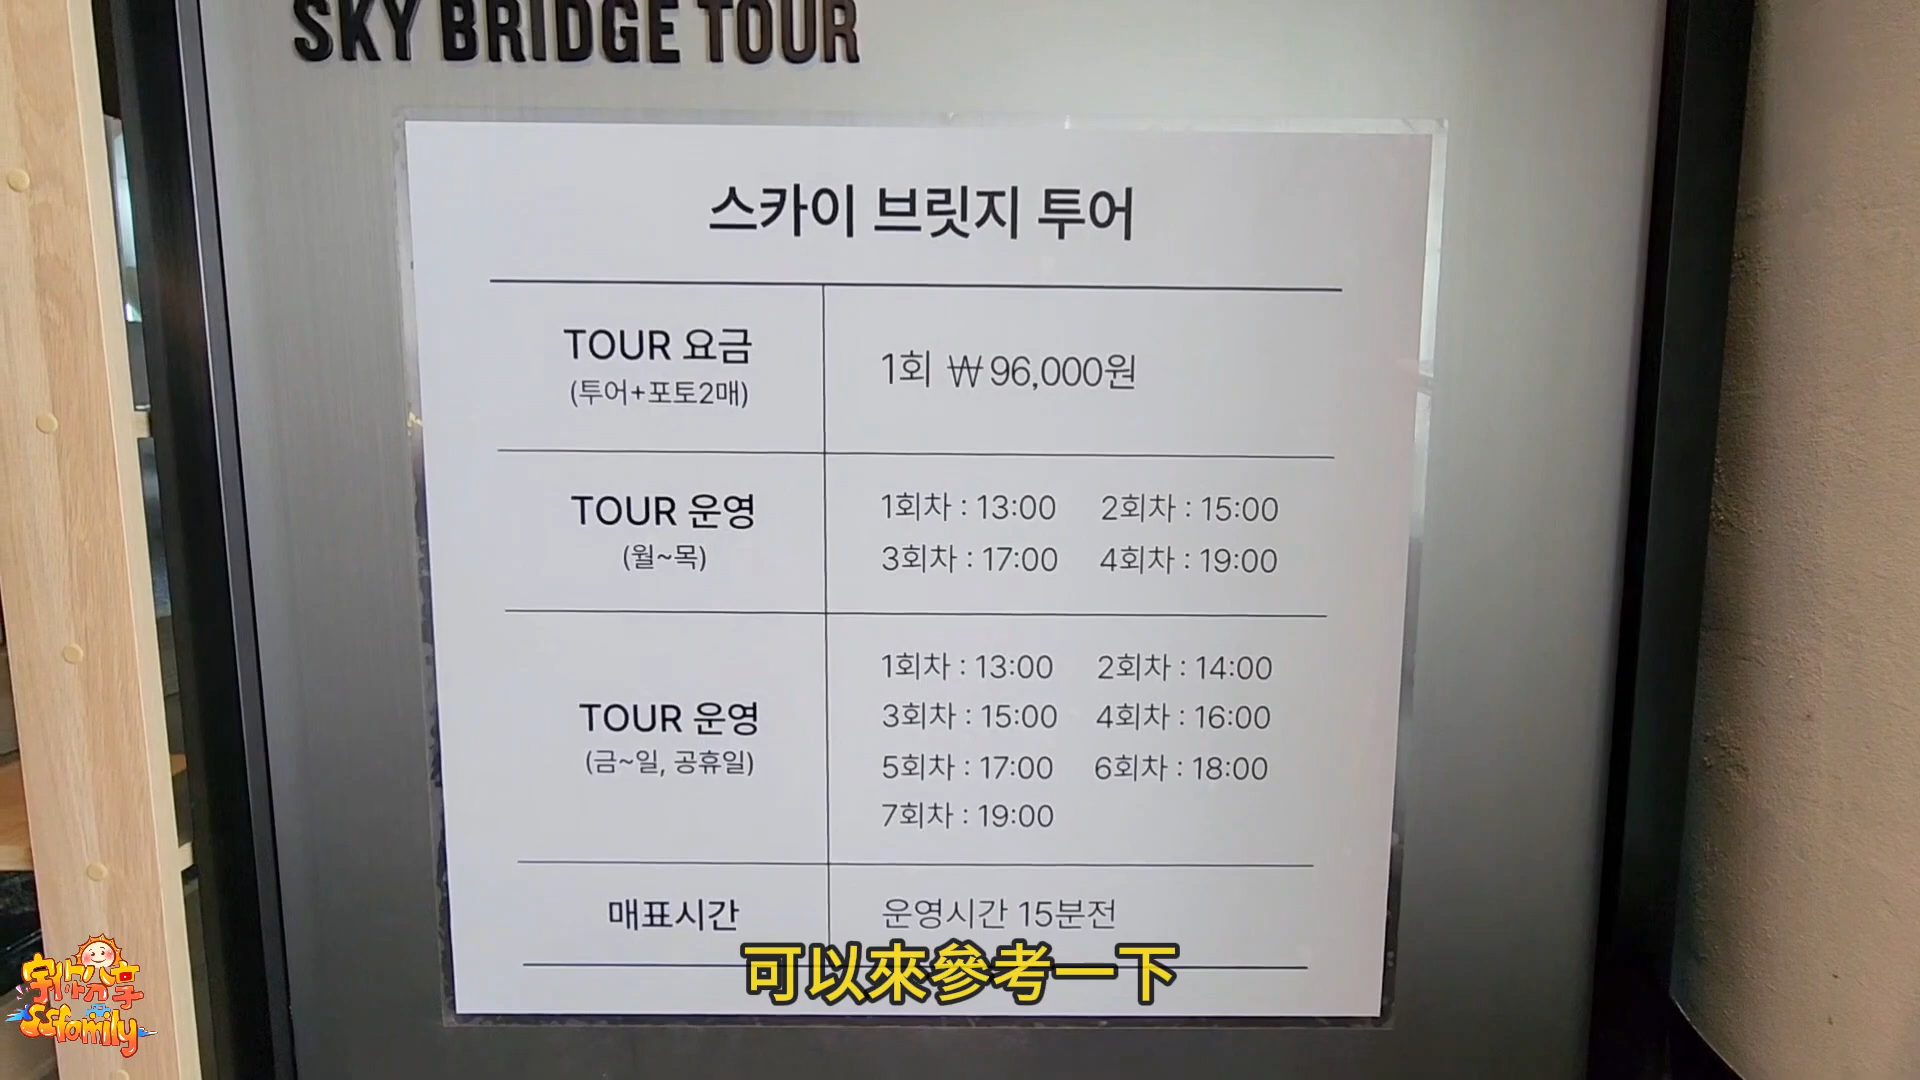 SKY BRIDGE TOUR
스카이 브릿지 투어
TOUR 요금
(투어+포토2매)
1회 ₩96,000원
TOUR 운영
(월~목)
1회차 : 13:00 2회차 : 15:00
3회차 : 17:00 4회차 : 19:00
TOUR 운영
(금~일, 공휴일)
1회차 : 13:00 2회차 : 14:00
3회차 : 15:00 4회차 : 16:00
5회차 : 17:00 6회차 : 18:00
7회차 : 19:00
매표시간
운영시간 15분전
可以來參考一下
分享
family